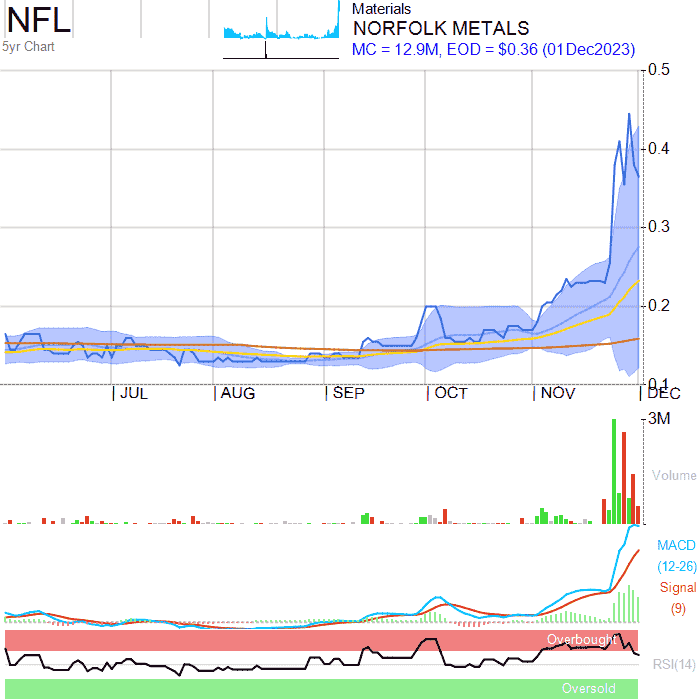 NFL
5yr Chart
Materials
NORFOLK METALS
MC = 12.9M, EOD = $0.36 (01Dec2023)
0.5
0.4
0.3
0.2
0.1
JUL AUG SEP OCT NOV DEC
3M
Volume
MACD
(12-26)
Signal
(9)
Overbought
RSI(14)
Oversold